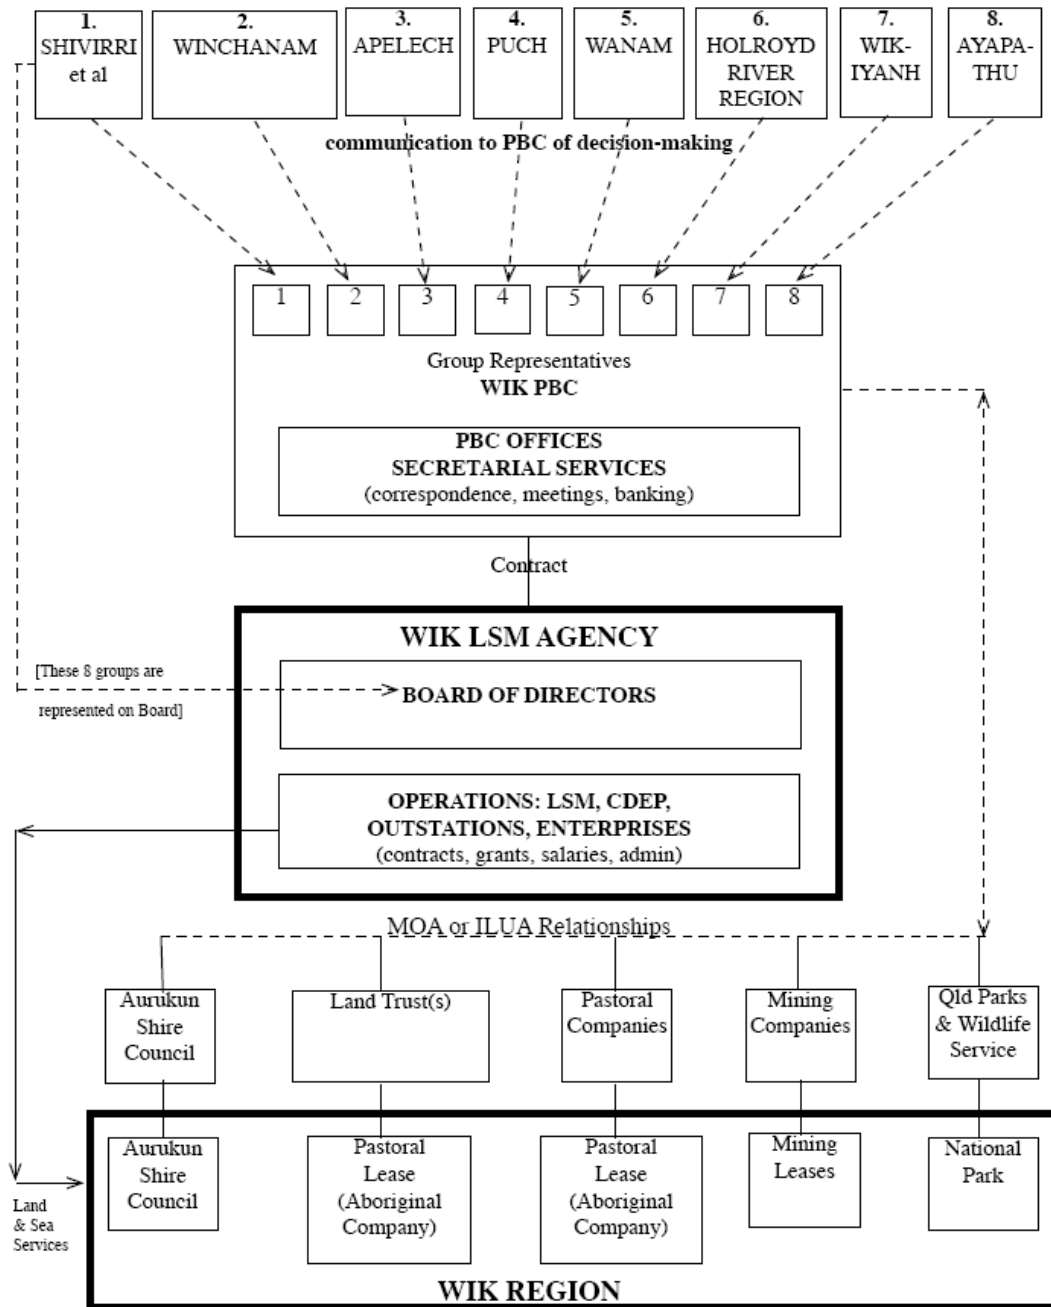 1.
SHIVIRRI
et al
2.
WINCHANAM
3.
APELECH
4.
PUCH
5.
WANAM
6.
HOLROYD
RIVER
REGION
7.
WIK-
IYANH
8.
AYAPA-
THU
communication to PBC of decision-making
1 2 3 4 5 6 7 8
Group Representatives
WIK PBC
PBC OFFICES
SECRETARIAL SERVICES
(correspondence, meetings, banking)
Contract
WIK LSM AGENCY
[These 8 groups are
represented on Board]
BOARD OF DIRECTORS
OPERATIONS: LSM, CDEP,
OUTSTATIONS, ENTERPRISES
(contracts, grants, salaries, admin)
MOA or ILUA Relationships
Aurukun
Shire
Council
Land Trust(s)
Pastoral
Companies
Mining
Companies
Qld Parks
& Wildlife
Service
Land
& Sea
Services
Aurukun
Shire
Council
Pastoral
Lease
(Aboriginal
Company)
Pastoral
Lease
(Aboriginal
Company)
Mining
Leases
National
Park
WIK REGION